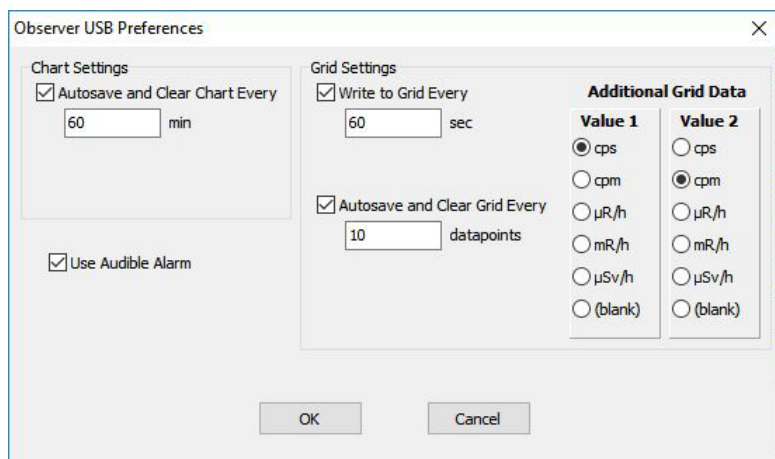 Observer USB Preferences
Chart Settings
Autosave and Clear Chart Every
60 min
Use Audible Alarm
Grid Settings
Write to Grid Every
60 sec
Autosave and Clear Grid Every
10 datapoints
Additional Grid Data
Value 1
cps
cpm
µR/h
mR/h
µSv/h
(blank)
Value 2
cps
cpm
µR/h
mR/h
µSv/h
(blank)
OK Cancel